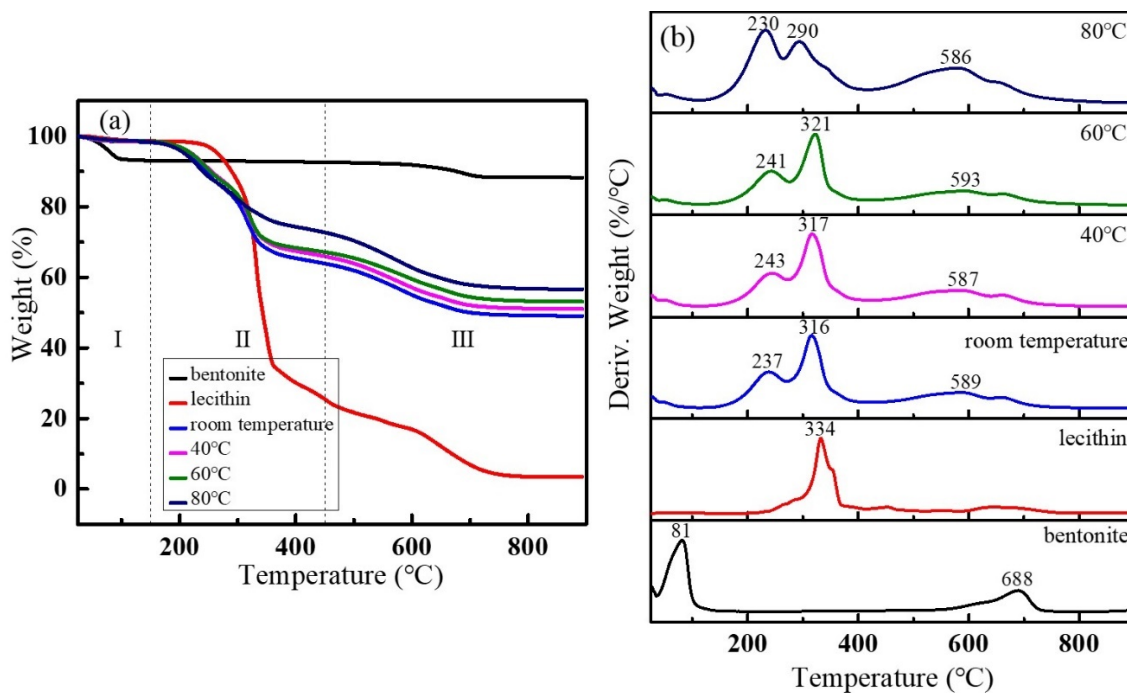 (a)
100
80
60
40
20
0
Weight (%)
I
II
III
bentonite
lecithin
room temperature
40℃
60℃
80℃
200
400
600
800
Temperature (℃)
(b)
230
290
586
80℃
241
321
593
60℃
243
317
587
40℃
237
316
589
room temperature
334
lecithin
81
688
bentonite
Deriv. Weight (%/℃)
200
400
600
800
Temperature (℃)